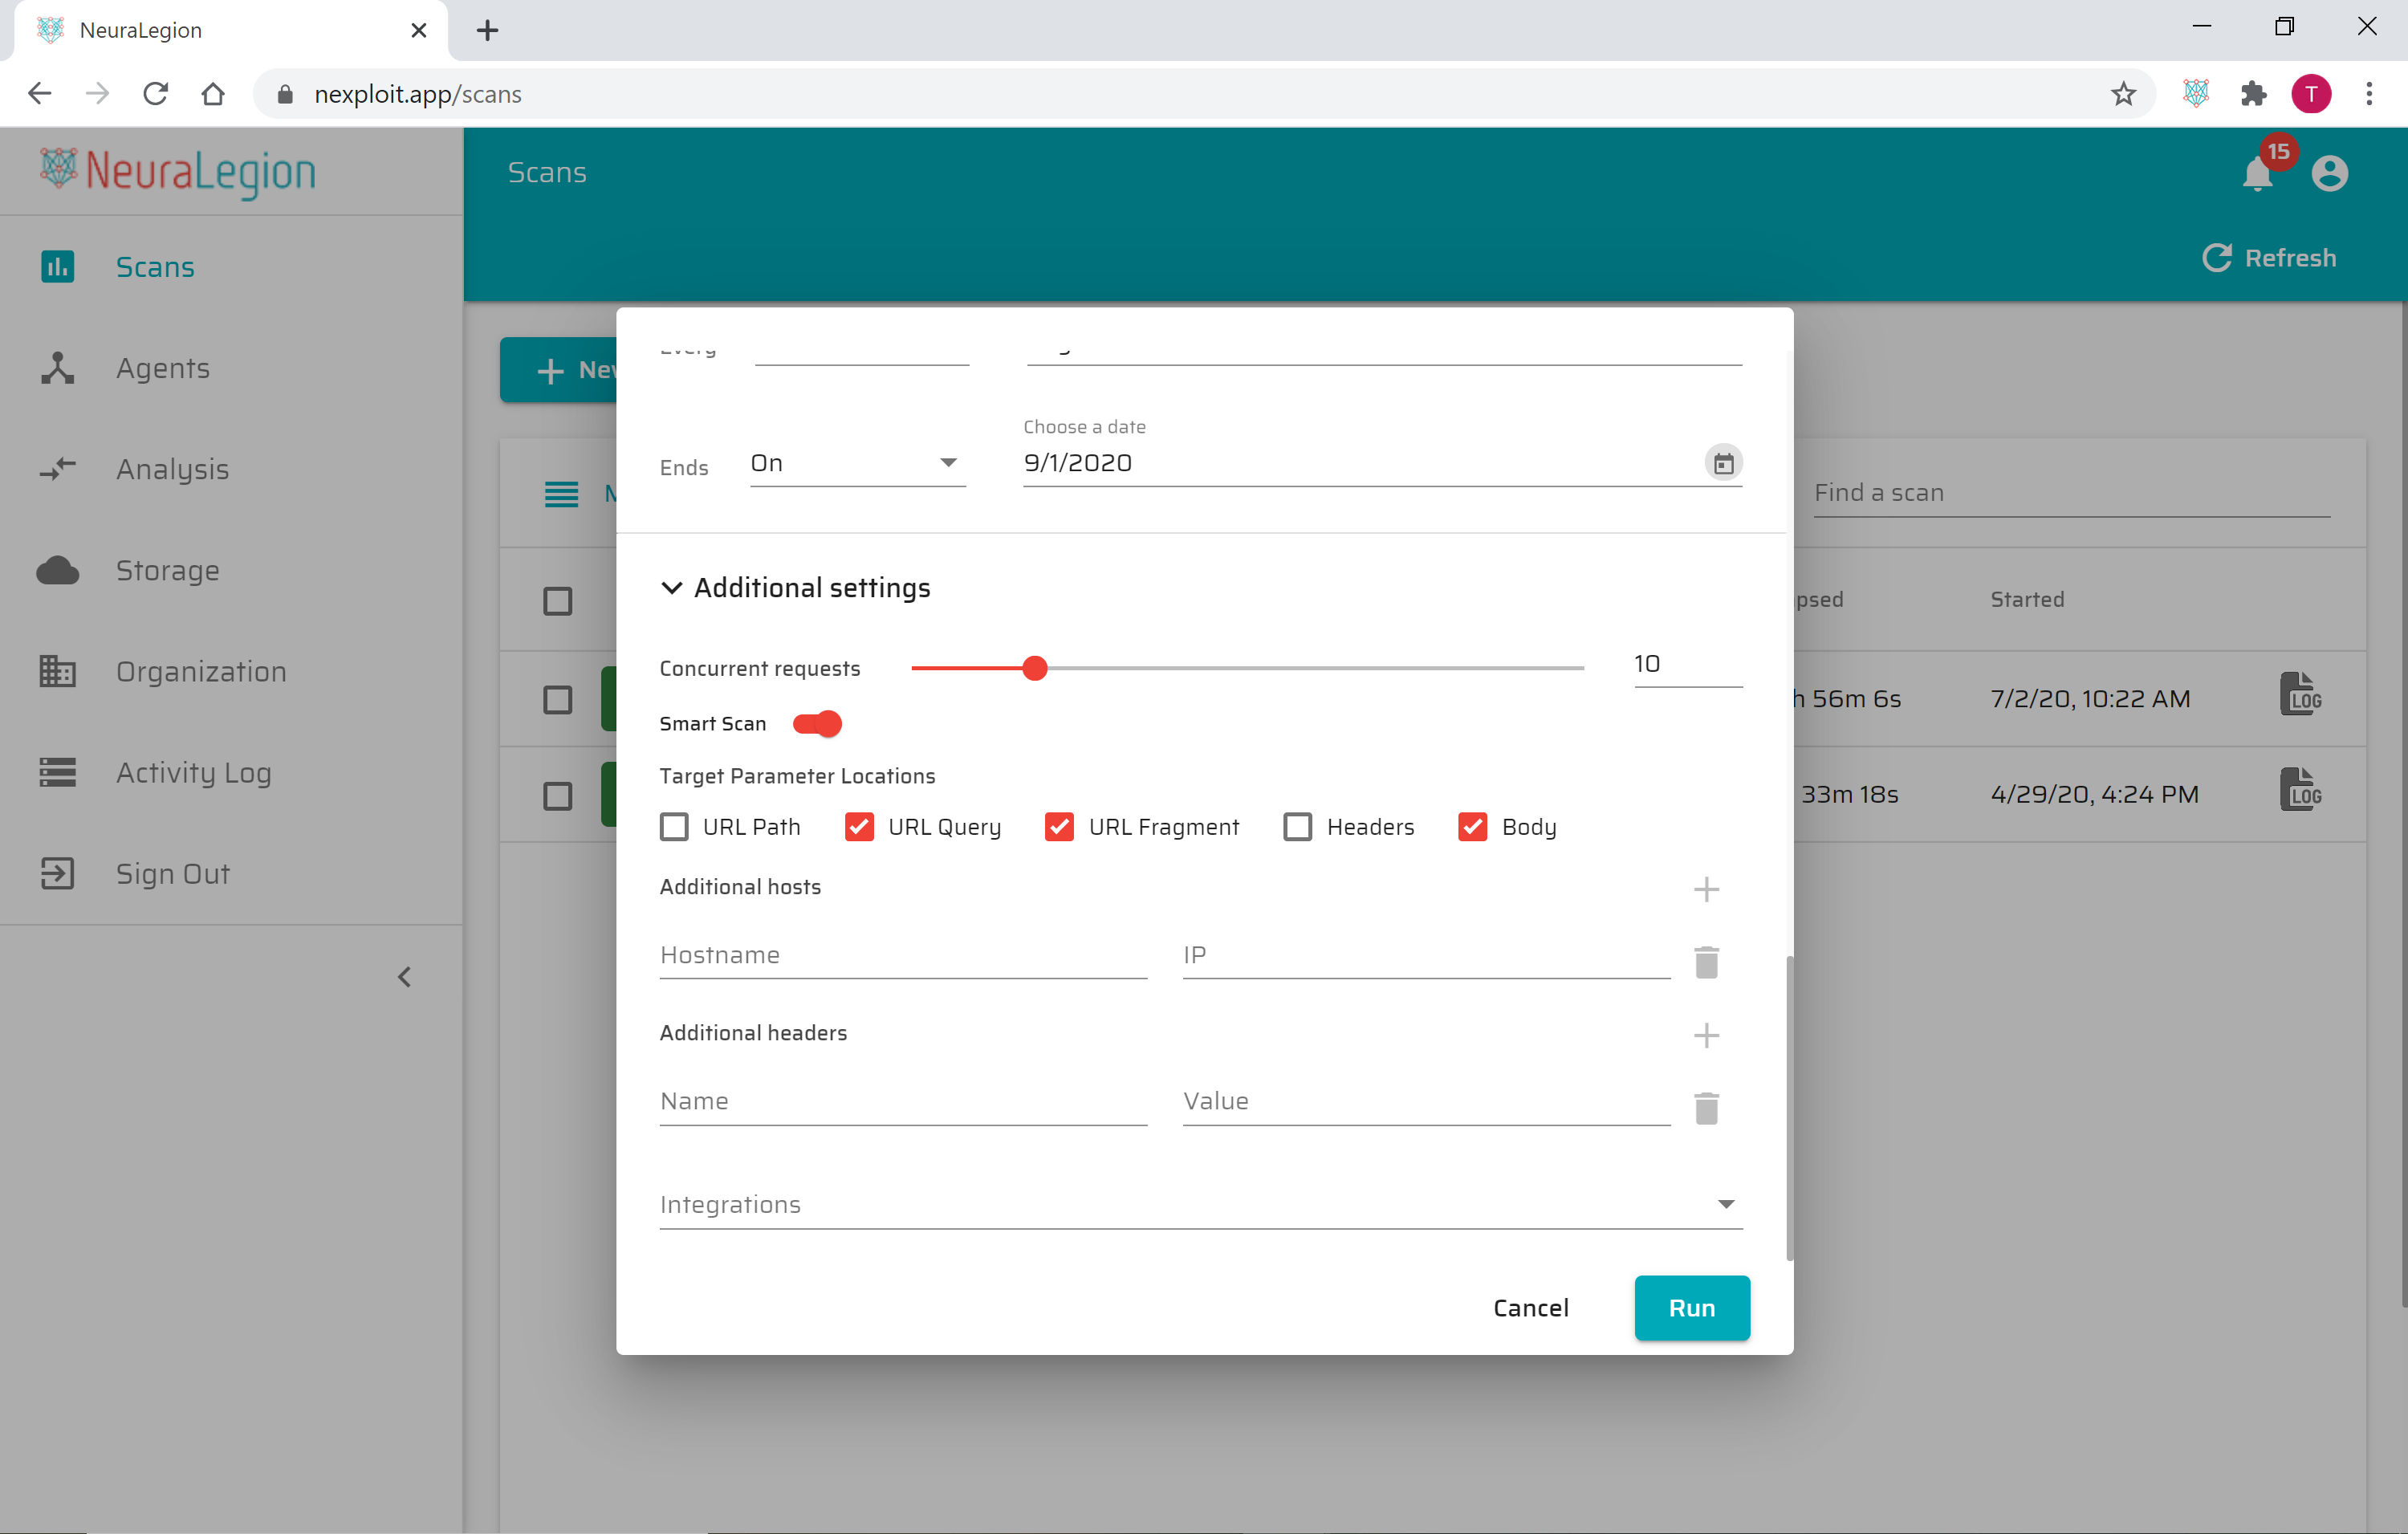 NeuraLegion
nexploit.app/scans
T
NeuraLegion
Scans
15
Refresh
Scans
Agents
Analysis
Storage
Organization
Activity Log
Sign Out
Every
Ends
On
Choose a date
9/1/2020
Find a scan
Started
Additional settings
Concurrent requests
10
Smart Scan
56m 6s
7/2/20, 10:22 AM
LOG
33m 18s
4/29/20, 4:24 PM
LOG
Target Parameter Locations
URL Path
URL Query
URL Fragment
Headers
Body
Additional hosts
Hostname
IP
Additional headers
Name
Value
Integrations
Cancel
Run